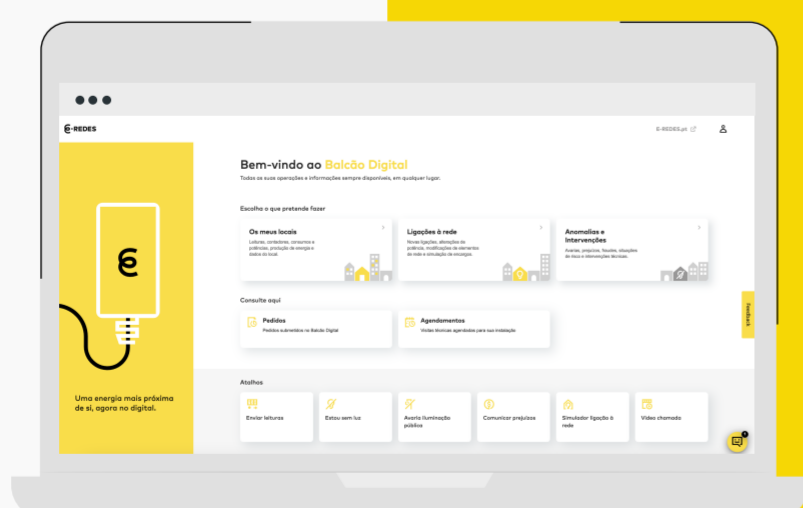 E-REDES
E-REDES.pt
Bem-vindo ao Balcão Digital
Todas as suas operações e informações sempre disponíveis, em qualquer lugar.
Escolha o que pretende fazer
Os meus locais
Leituras, contadores, consumos e
potências, produção de energia e
dados do local
Ligações à rede
Novas ligações, alterações de
potência, modificações de elementos
de rede e simulação de encargos.
Anomalias e
Intervenções
Avarias, prejuízos, fraudes, situações
de risco e intervenções técnicas.
Consulte aqui
Pedidos
Pedidos submetidos no Balcão Digital
Agendamentos
Visitas técnicas agendadas para sua instalação
Feedback
Uma energia mais próxima
de si, agora no digital.
Atalhos
Enviar leituras
Estou sem luz
Avaria iluminação
pública
Comunicar prejuízos
Simulador ligação à
rede
Vídeo chamada